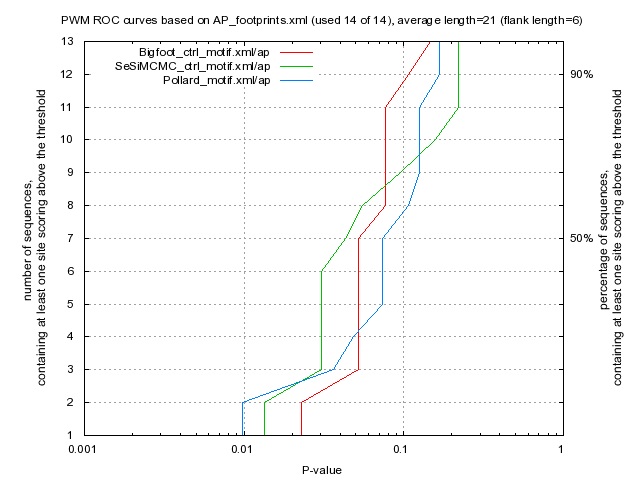 PWM ROC curves based on AP_footprints.xml (used 14 of 14), average length=21 (flank length=6)
Bigfoot_ctrl_motif.xml/ap
SeSiMCMC_ctrl_motif.xml/ap
Pollard_motif.xml/ap
number of sequences,
containing at least one site scoring above the threshold
13
12
11
10
9
8
7
6
5
4
3
2
1
90%
50%
percentage of sequences,
containing at least one site scoring above the threshold
0.001
0.01
0.1
1
P-value